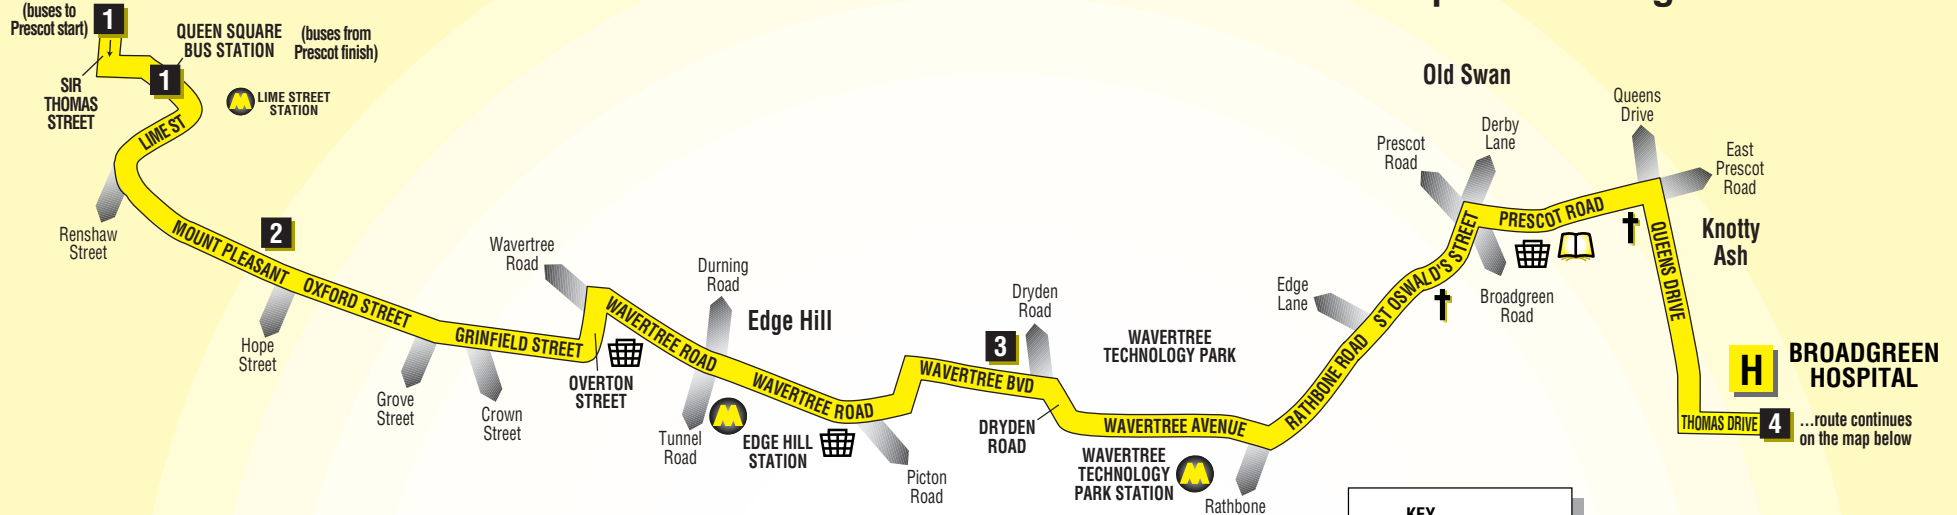 (buses to
Prescot start)
1
QUEEN SQUARE
BUS STATION
(buses from
Prescot finish)
1
SIR
THOMAS
STREET
M
LIME STREET
STATION
LIME ST
Renshaw
Street
MOUNT PLEASANT
2
Hope
Street
OXFORD STREET
Grove
Street
GRINFIELD STREET
Crown
Street
Wavertree
Road
OVERTON
STREET
WAVERTREE ROAD
Durning
Road
Edge Hill
Tunnel
Road
M
EDGE HILL
STATION
WAVERTREE ROAD
Picton
Road
WAVERTREE BVD
3
Dryden
Road
DRYDEN
ROAD
WAVERTREE
TECHNOLOGY PARK
WAVERTREE AVENUE
WAVERTREE
TECHNOLOGY
PARK STATION
M
Rathbone
Edge
Lane
RATHBONE ROAD
ST OSWALD'S STREET
Old Swan
Prescot
Road
Derby
Lane
Broadgreen
Road
PRESCOT ROAD
Queens
Drive
East
Prescot
Road
Knotty
Ash
QUEENS DRIVE
H
BROADGREEN
HOSPITAL
THOMAS DRIVE
4
...route continues
on the map below
KEY